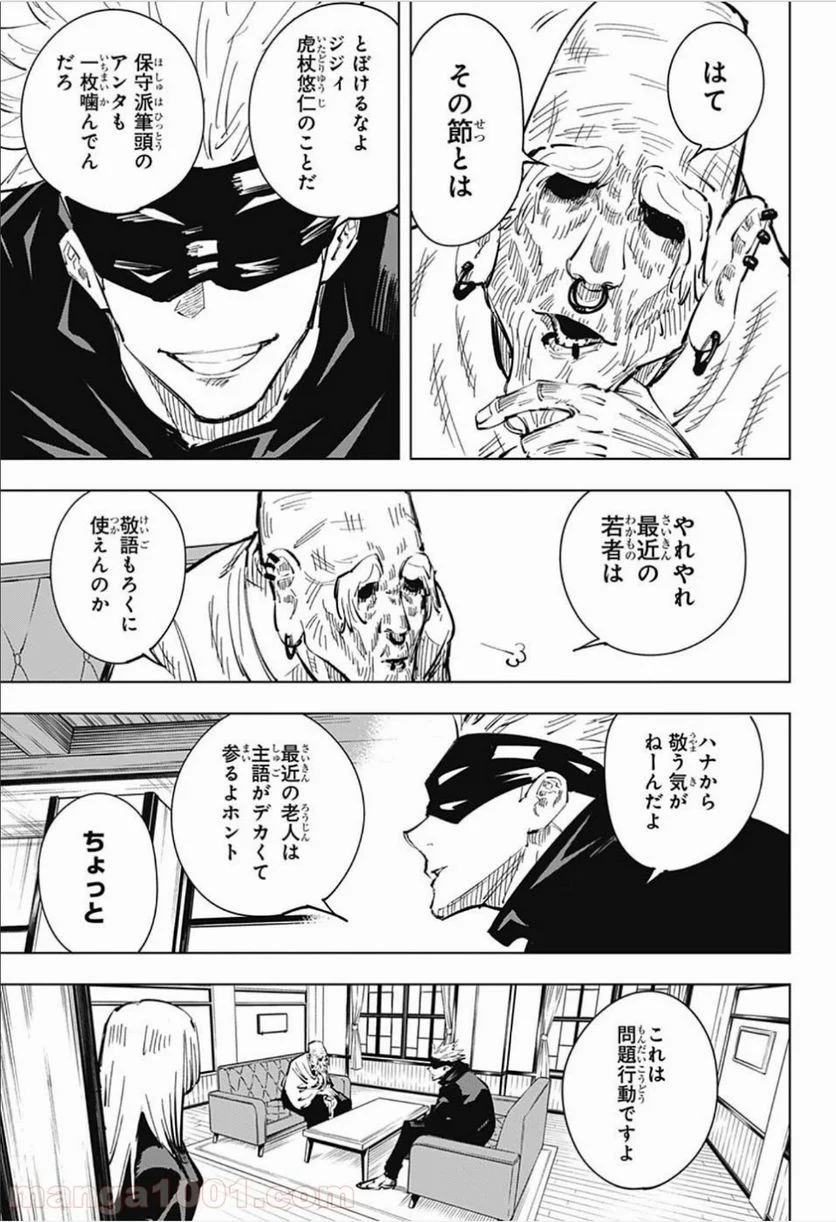 はて
その節とは
とぼけるなよ
ジジィ
虎杖悠仁のことだ
保守派筆頭の
アンタも
一枚噛んでん
だろ
やれやれ
最近の
若者は
敬語もろくに
使えんのか
ハナから
敬う気が
ねーんだよ
最近の老人は
主語がデカくて
参るよホント
ちょっと
これは
問題行動ですよ
manga1001.com